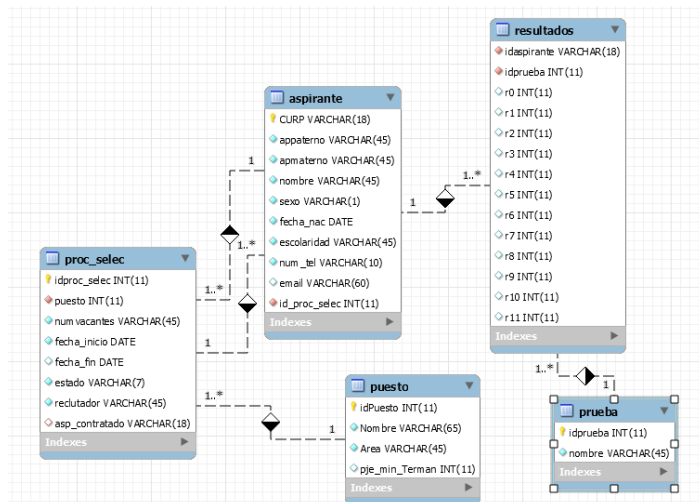 resultados
idaspirante VARCHAR(18)
idprueba INT(11)
r0 INT(11)
r1 INT(11)
r2 INT(11)
r3 INT(11)
r4 INT(11)
r5 INT(11)
r6 INT(11)
r7 INT(11)
r8 INT(11)
r9 INT(11)
r10 INT(11)
r11 INT(11)
Indexes
aspirante
CURP VARCHAR(18)
appaterno VARCHAR(45)
apmaterno VARCHAR(45)
nombre VARCHAR(45)
sexo VARCHAR(1)
fecha_nac DATE
escolaridad VARCHAR(45)
num_tel VARCHAR(10)
email VARCHAR(60)
id_proc_selec INT(11)
Indexes
1
1..*
1
1..*
1..*
1
proc_selec
idproc_selec INT(11)
puesto INT(11)
numvacantes VARCHAR(45)
fecha_inicio DATE
fecha_fin DATE
estado VARCHAR(7)
reclutador VARCHAR(45)
asp_contratado VARCHAR(18)
Indexes
1..*
1
puesto
idPuesto INT(11)
Nombre VARCHAR(65)
Area VARCHAR(45)
pje_min_Terman INT(11)
Indexes
1..*
1
prueba
idprueba INT(11)
nombre VARCHAR(45)
Indexes